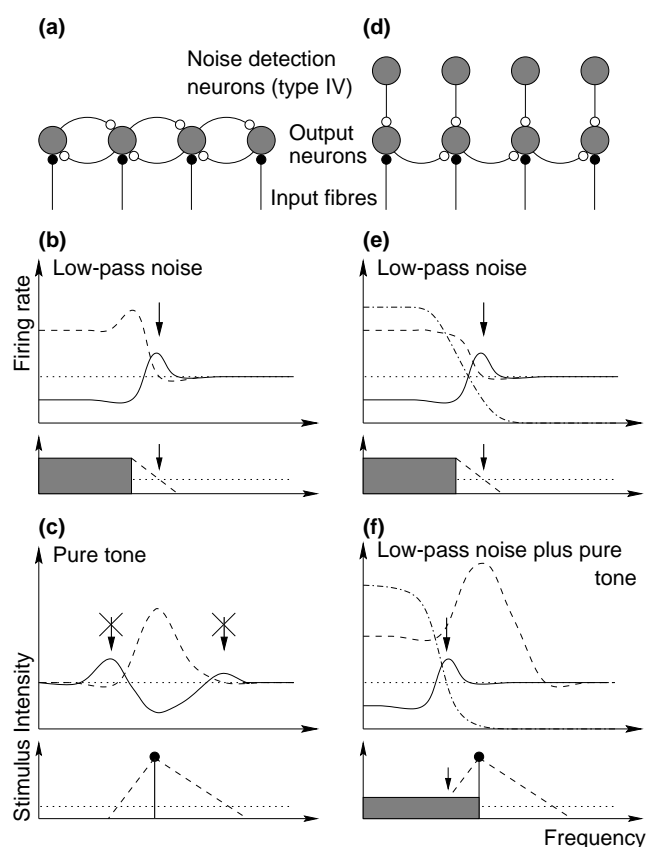 (a)
(d)
Noise detection
neurons (type IV)
Output
neurons
Input fibres
(b)
(e)
Low-pass noise
Low-pass noise
Firing rate
(c)
(f)
Pure tone
Low-pass noise plus pure
tone
Stimulus Intensity
Frequency